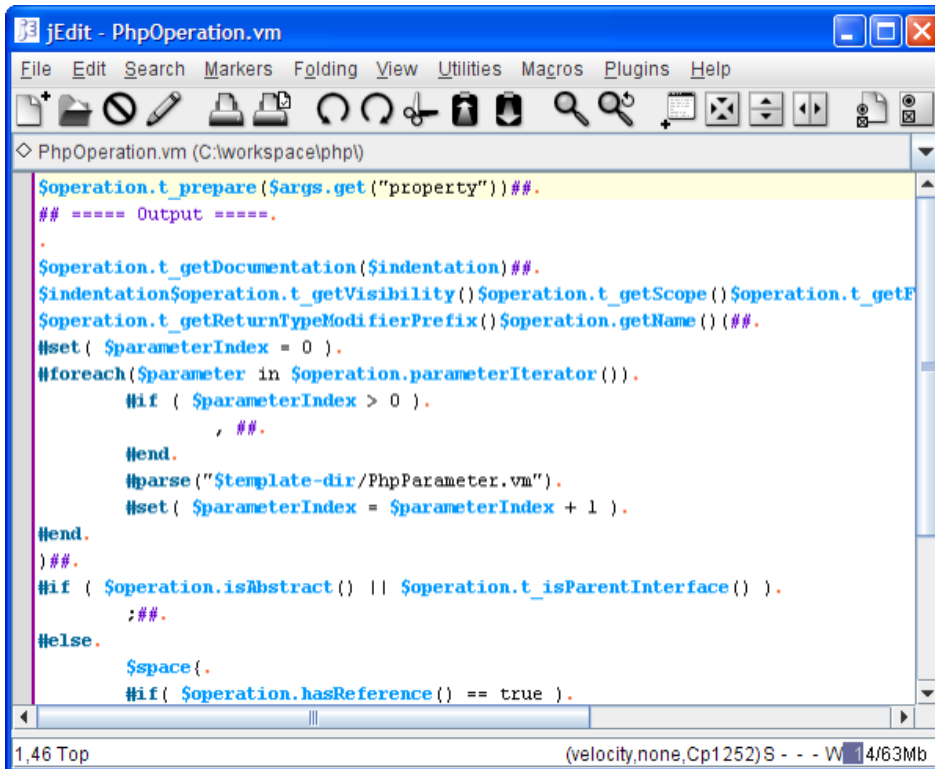 jEdit - PhpOperation.vm
File Edit Search Markers Folding View Utilities Macros Plugins Help
PhpOperation.vm (C:\workspace\php\)
$operation.t_prepare($args.get("property"))##.
## ===== Output =====.
.
$operation.t_getDocumentation($indentation)##.
$indentation$operation.t_getVisibility()$operation.t_getScope()$operation.t_getF
$operation.t_getReturnTypeModifierPrefix()$operation.getName()(##.
#set( $parameterIndex = 0 ).
#foreach($parameter in $operation.parameterIterator()).
#if ( $parameterIndex > 0 ).
, ##.
#end.
#parse("$template-dir/PhpParameter.vm").
#set( $parameterIndex = $parameterIndex + 1 ).
#end.
)##.
#if ( $operation.isAbstract() || $operation.t_isParentInterface() ).
;##.
#else.
$space{.
#if( $operation.hasReference() == true ).
1,46 Top (velocity,none,Cp1252)S - - - W 14/63Mb